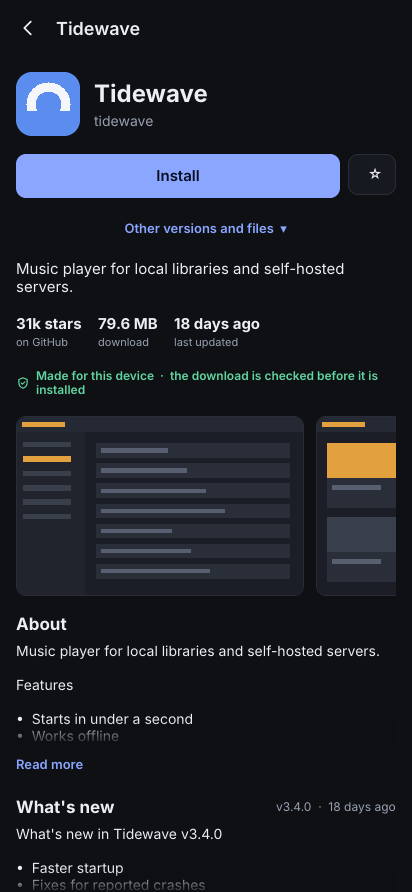 Tidewave
Tidewave
tidewave
Install
☆
Other versions and files ▾
Music player for local libraries and self-hosted
servers.
31k stars 79.6 MB 18 days ago
on GitHub download last updated
Made for this device · the download is checked before it is
installed
About
Music player for local libraries and self-hosted servers.
Features
• Starts in under a second
• Works offline
Read more
What's new v3.4.0 · 18 days ago
What's new in Tidewave v3.4.0
• Faster startup
• Fixes for reported crashes